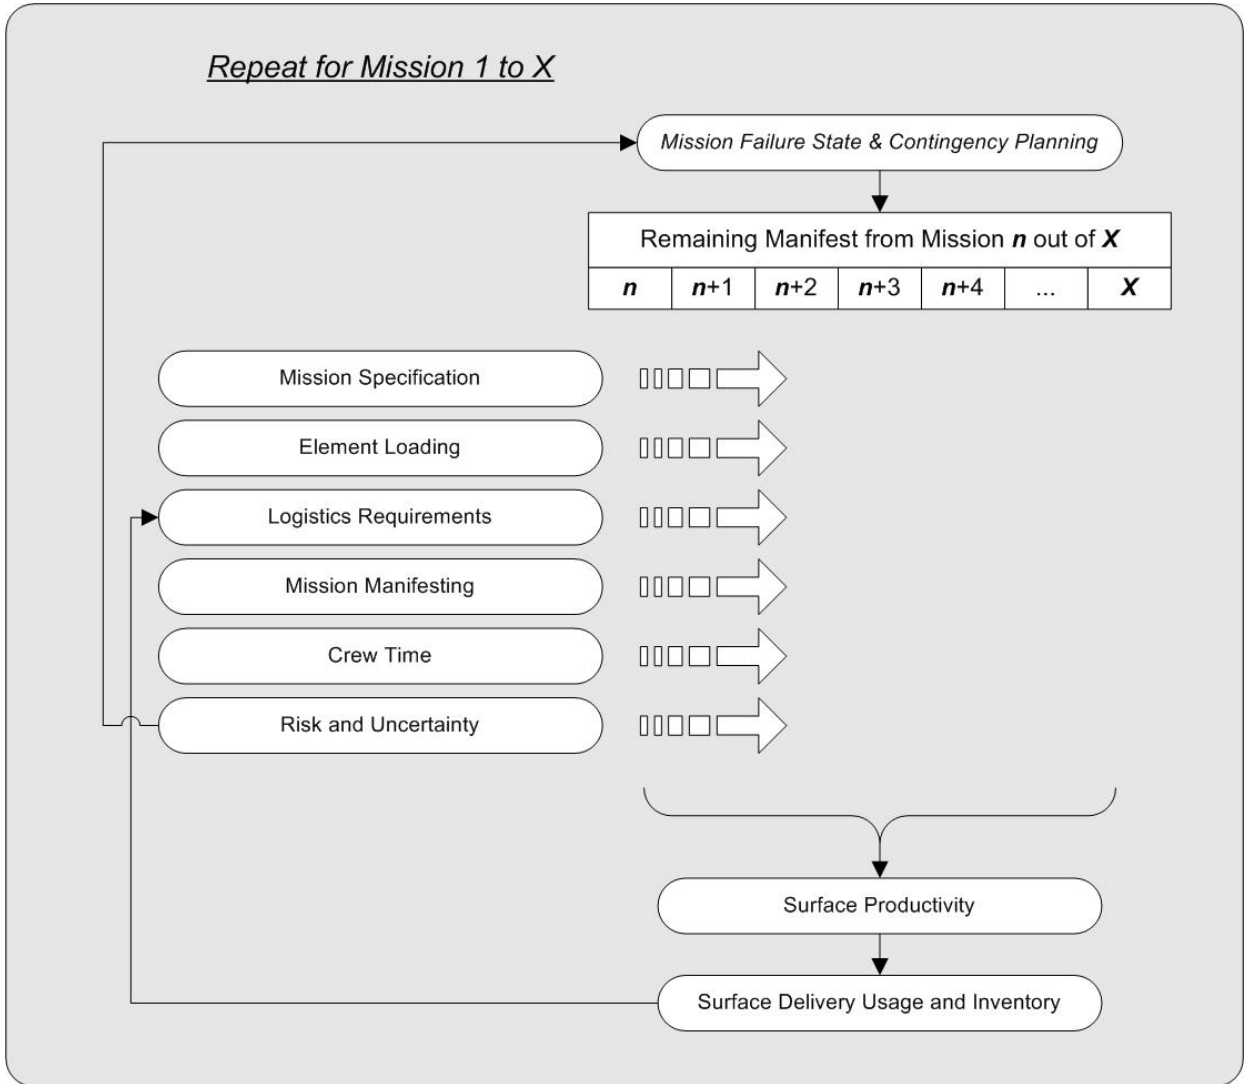 Repeat for Mission 1 to X
Mission Failure State & Contingency Planning
Remaining Manifest from Mission n out of X
n n+1 n+2 n+3 n+4 ... X
Mission Specification
Element Loading
Logistics Requirements
Mission Manifesting
Crew Time
Risk and Uncertainty
Surface Productivity
Surface Delivery Usage and Inventory